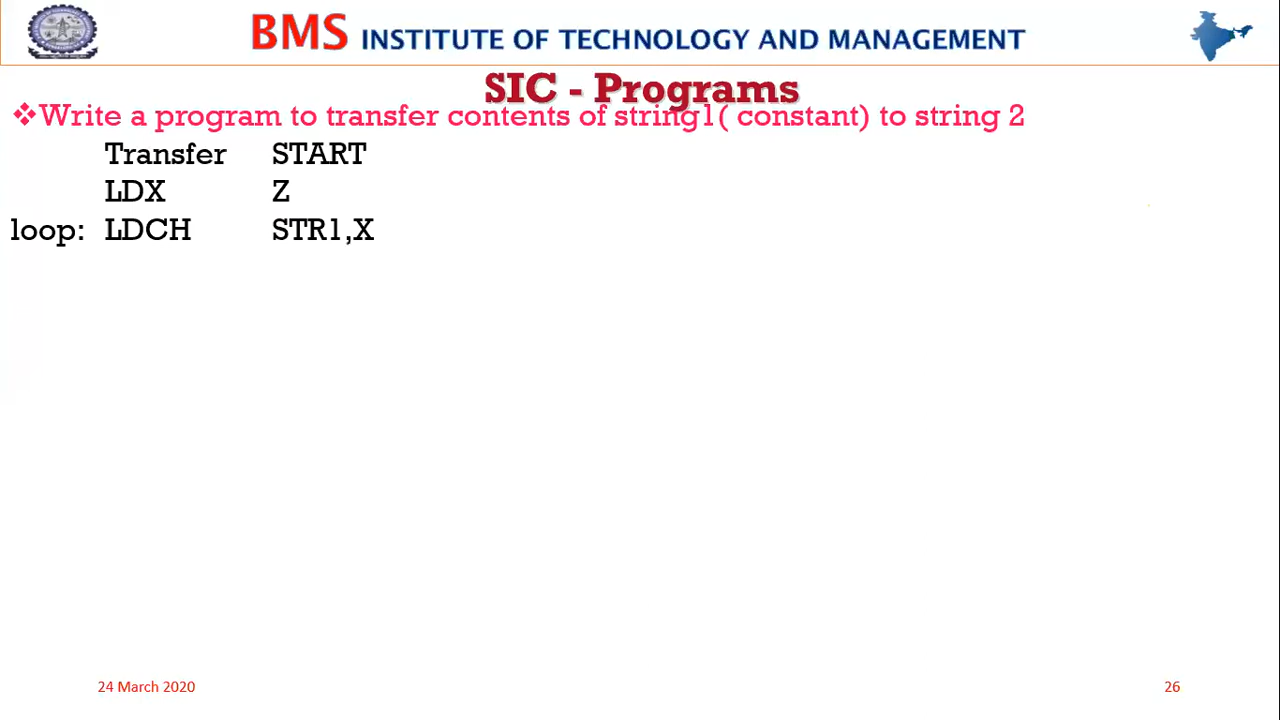 BMS INSTITUTE OF TECHNOLOGY AND MANAGEMENT
SIC - Programs
❖Write a program to transfer contents of string1( constant) to string 2
Transfer START
LDX Z
loop: LDCH STR1,X
24 March 2020
26